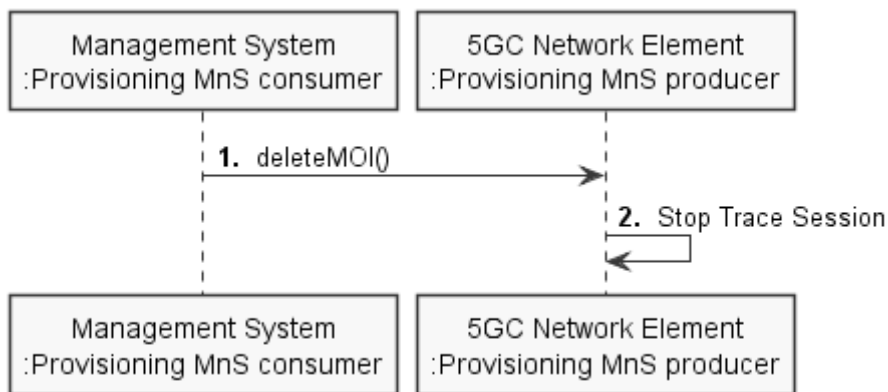 Management System
:Provisioning MnS consumer
5GC Network Element
:Provisioning MnS producer
1. deleteMOI()
2. Stop Trace Session
Management System
:Provisioning MnS consumer
5GC Network Element
:Provisioning MnS producer